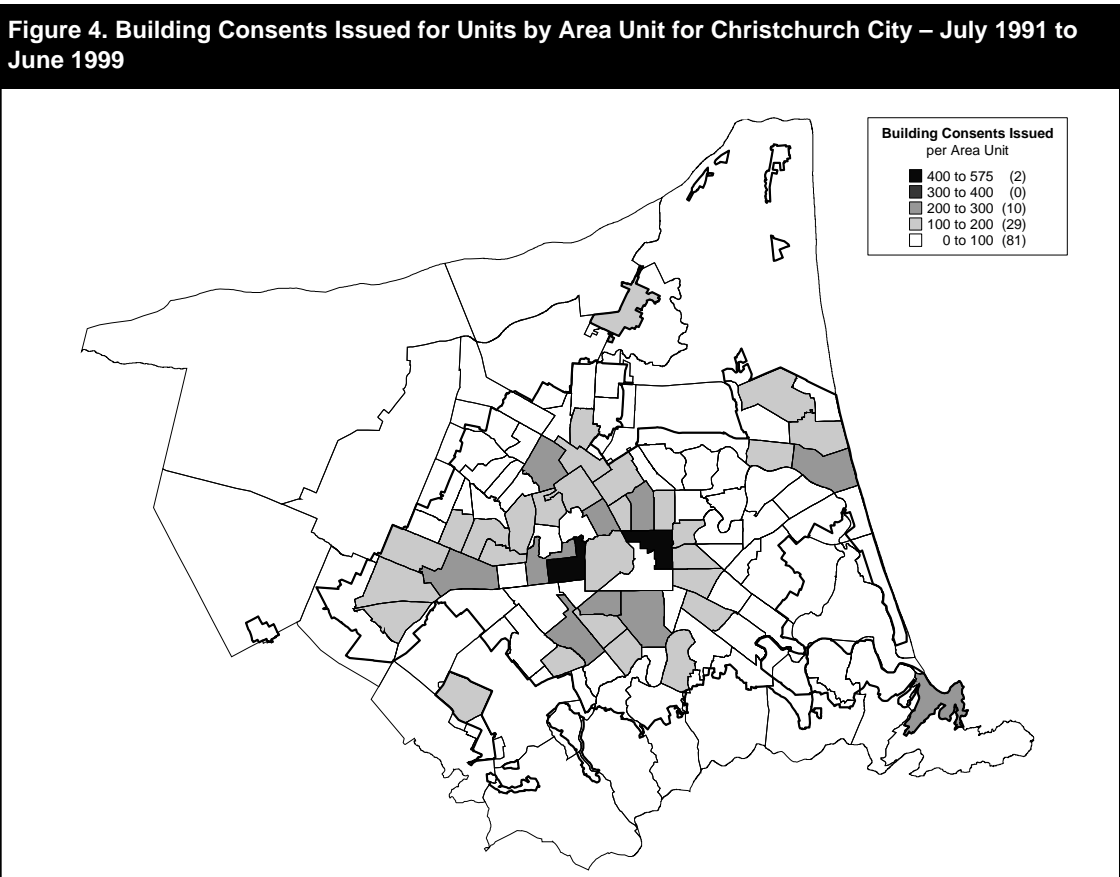 Figure 4. Building Consents Issued for Units by Area Unit for Christchurch City – July 1991 to
June 1999
Building Consents Issued
per Area Unit
400 to 575 (2)
300 to 400 (0)
200 to 300 (10)
100 to 200 (29)
0 to 100 (81)